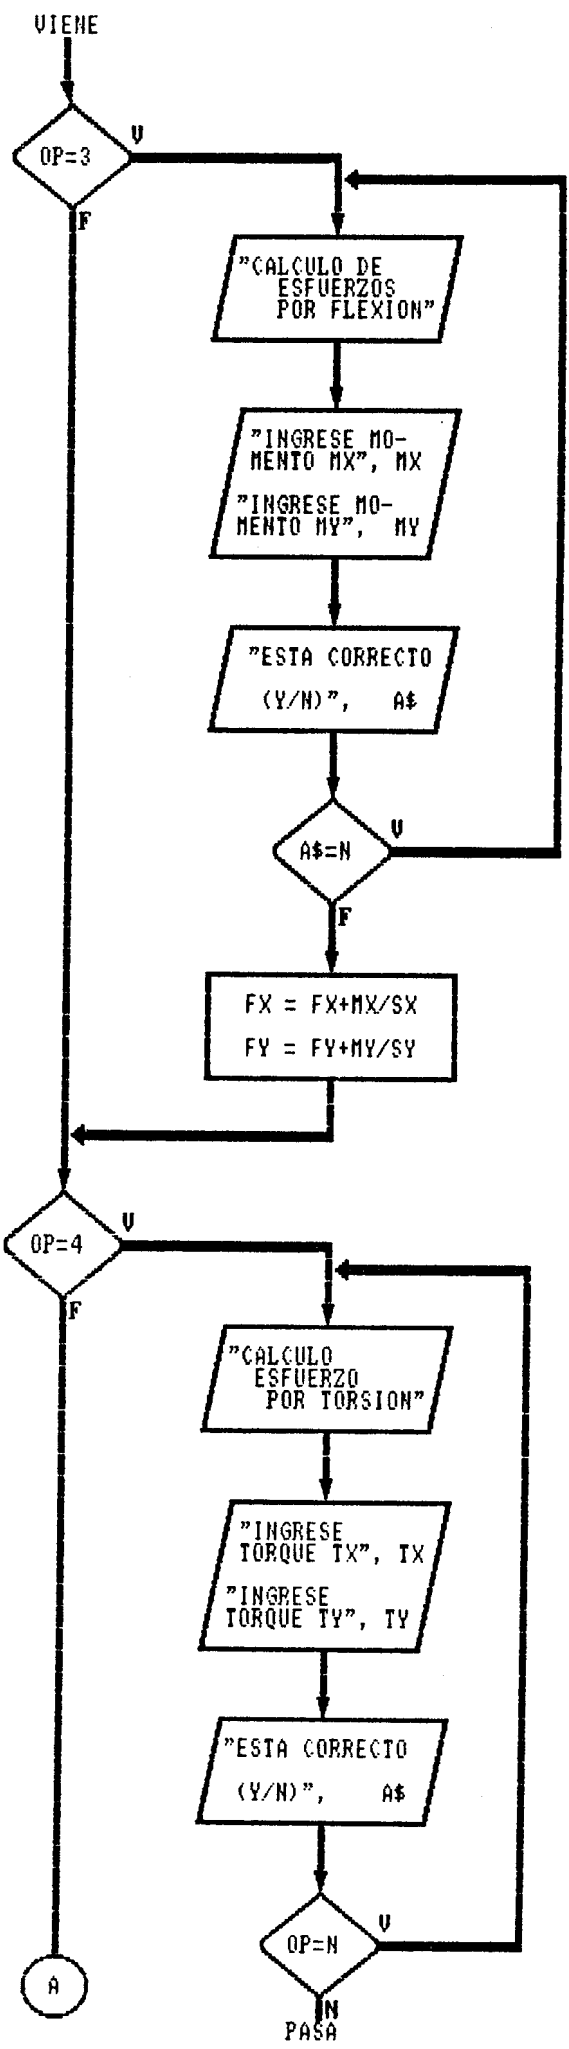 VIENE
OP=3
V
F
"CALCULO DE
ESFUERZOS
POR FLEXION"
"INGRESE MO-
MENTO MX", MX
"INGRESE MO-
MENTO MY", MY
"ESTA CORRECTO
(Y/N)", A$
A$=N
V
F
FX = FX+MX/SX
FY = FY+MY/SY
OP=4
V
F
"CALCULO
ESFUERZO
POR TORSION"
"INGRESE
TORQUE TX", TX
"INGRESE
TORQUE TY", TY
"ESTA CORRECTO
(Y/N)", A$
OP=N
V
A
N
PASA